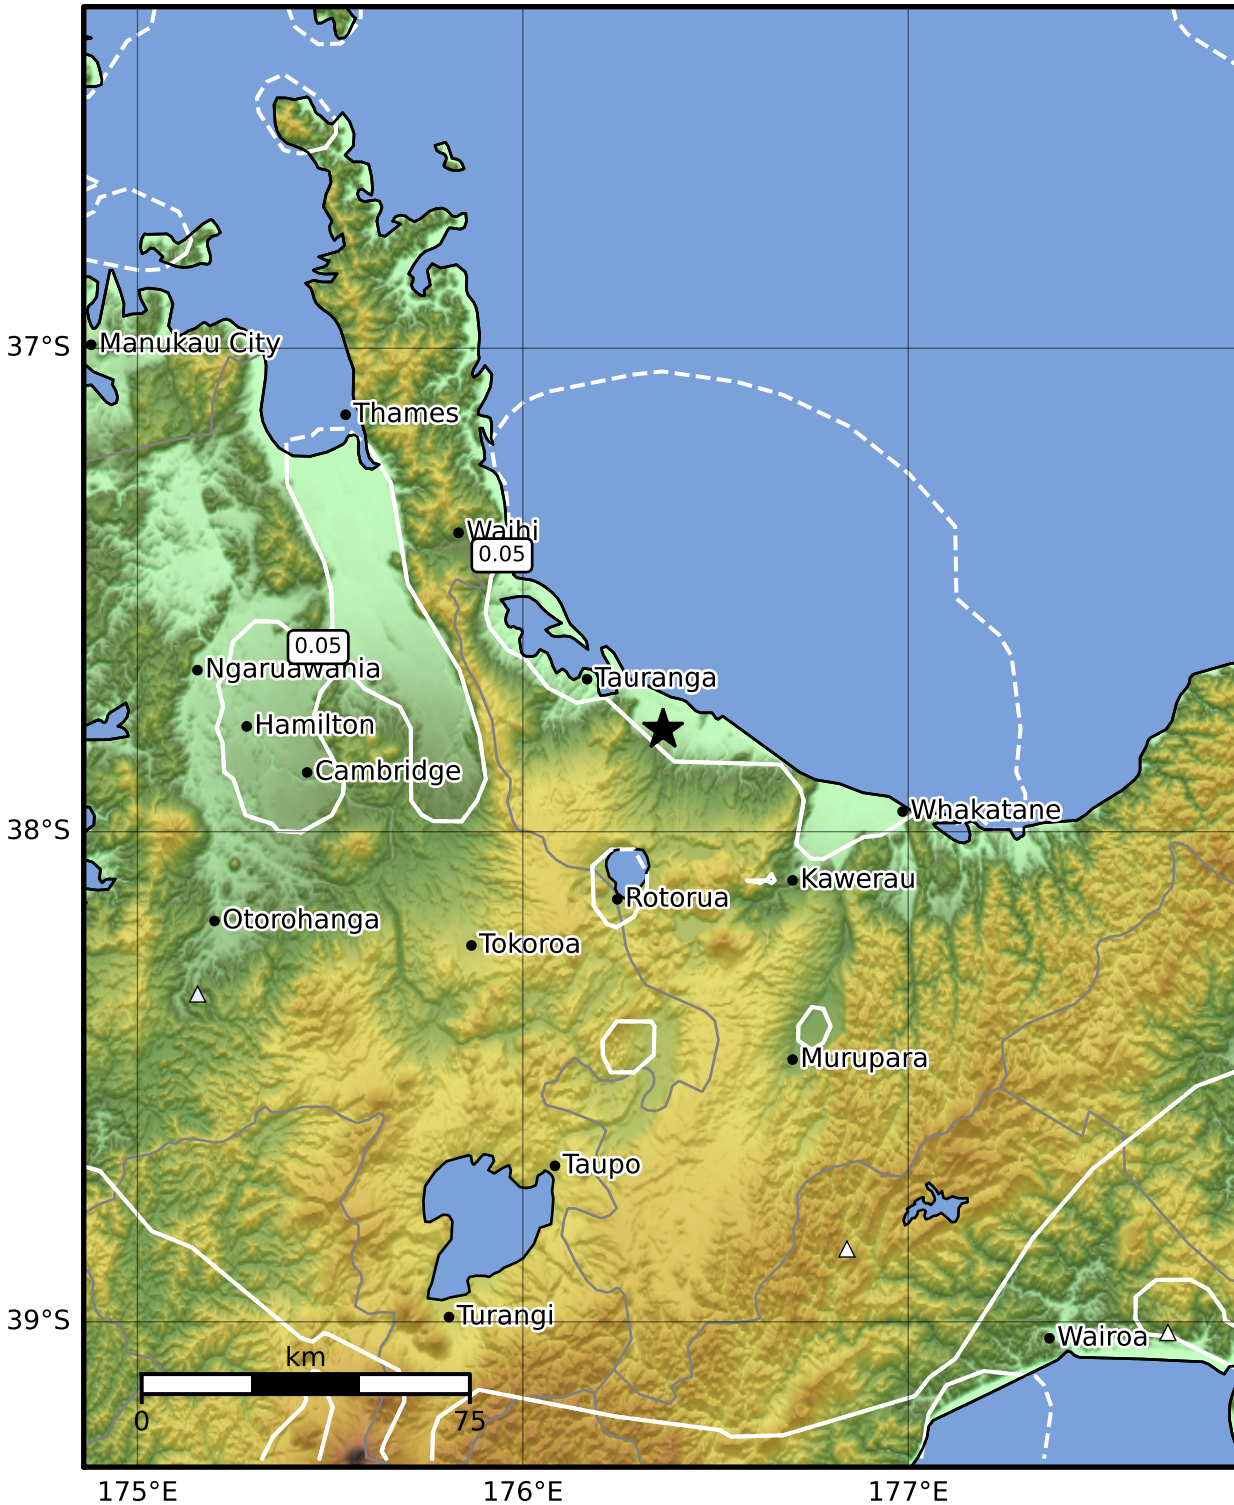 37°S
Manukau City
Thames
Waihi
0.05
0.05
Ngaruawahia
Tauranga
Hamilton
Cambridge
Whakatane
38°S
Kawerau
Rotorua
Otorohanga
Tokoroa
Murupara
Taupo
39°S
Turangi
Wairoa
km
0 75
175°E 176°E 177°E